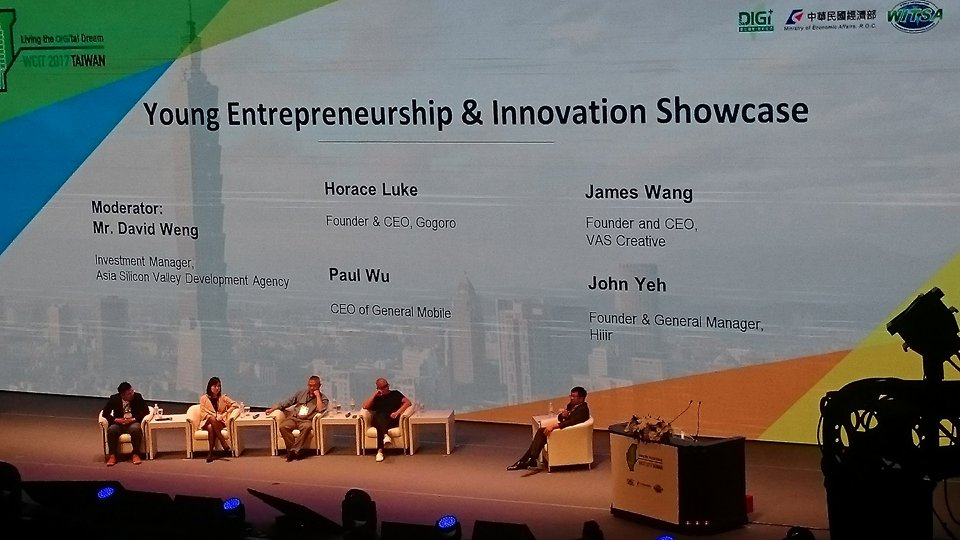 Living the DIGItal Dream
WCIT 2017 TAIWAN
DIGI+
中華民國經濟部
Ministry of Economic Affairs, R.O.C.
WITSA
Young Entrepreneurship & Innovation Showcase
Moderator:
Mr. David Weng
Investment Manager,
Asia Silicon Valley Development Agency
Horace Luke
Founder & CEO, Gogoro
Paul Wu
CEO of General Mobile
James Wang
Founder and CEO,
VAS Creative
John Yeh
Founder & General Manager,
Hiiir